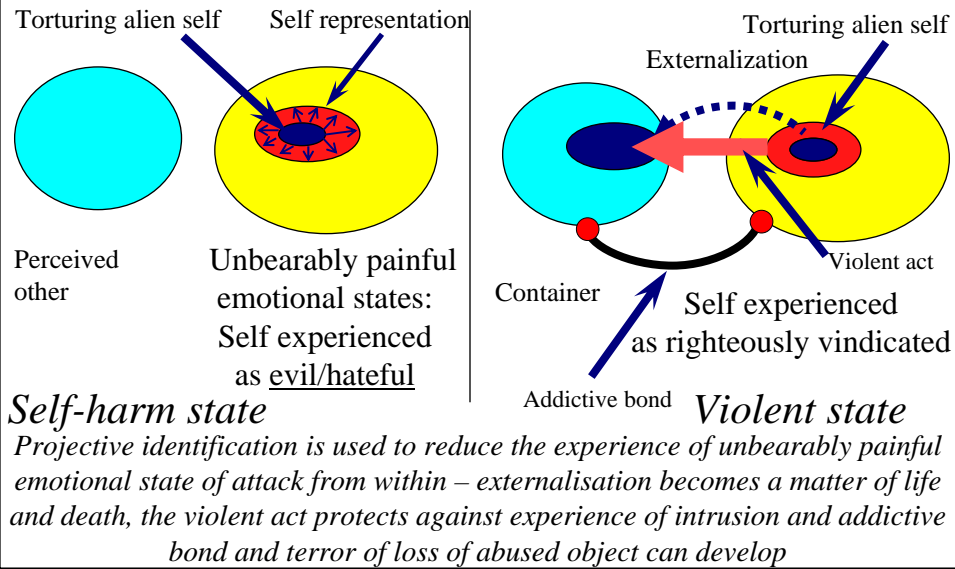 Torturing alien self
Self representation
Perceived
other
Unbearably painful
emotional states:
Self experienced
as evil/hateful
Self-harm state
Torturing alien self
Externalization
Violent act
Container
Self experienced
as righteously vindicated
Addictive bond
Violent state
Projective identification is used to reduce the experience of unbearably painful
emotional state of attack from within – externalisation becomes a matter of life
and death, the violent act protects against experience of intrusion and addictive
bond and terror of loss of abused object can develop